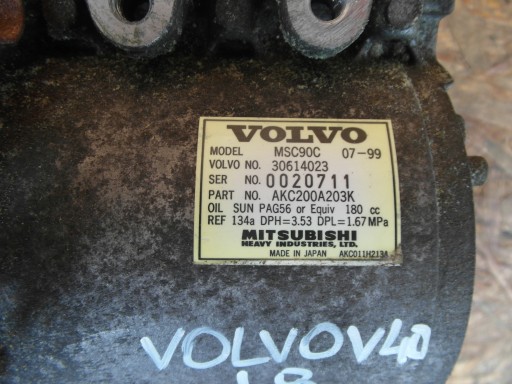 VOLVO
MODEL MSC90C 07-99
VOLVO NO. 30614023
SER NO. 0020711
PART NO. AKC200A203K
OIL SUN PAG56 or Equiv 180 cc
REF 134a DPH=3.53 DPL=1.67MPa
MITSUBISHI
HEAVY INDUSTRIES, LTD.
MADE IN JAPAN AKC011H213A
VOLVO V40
1.8